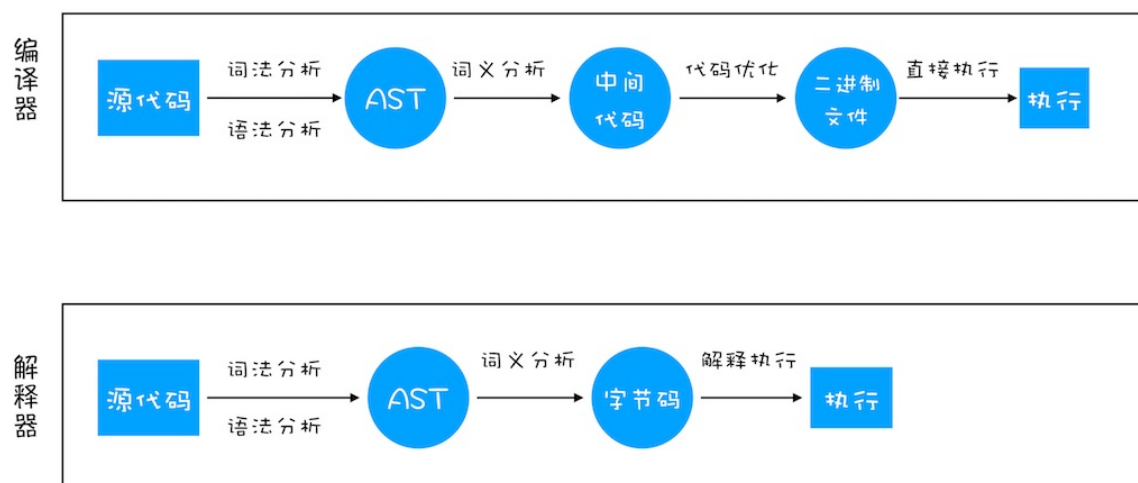 编译器
源代码
词法分析
语法分析
AST
词义分析
中间
代码
代码优化
二进制
文件
直接执行
执行
解释器
源代码
词法分析
语法分析
AST
词义分析
字节码
解释执行
执行